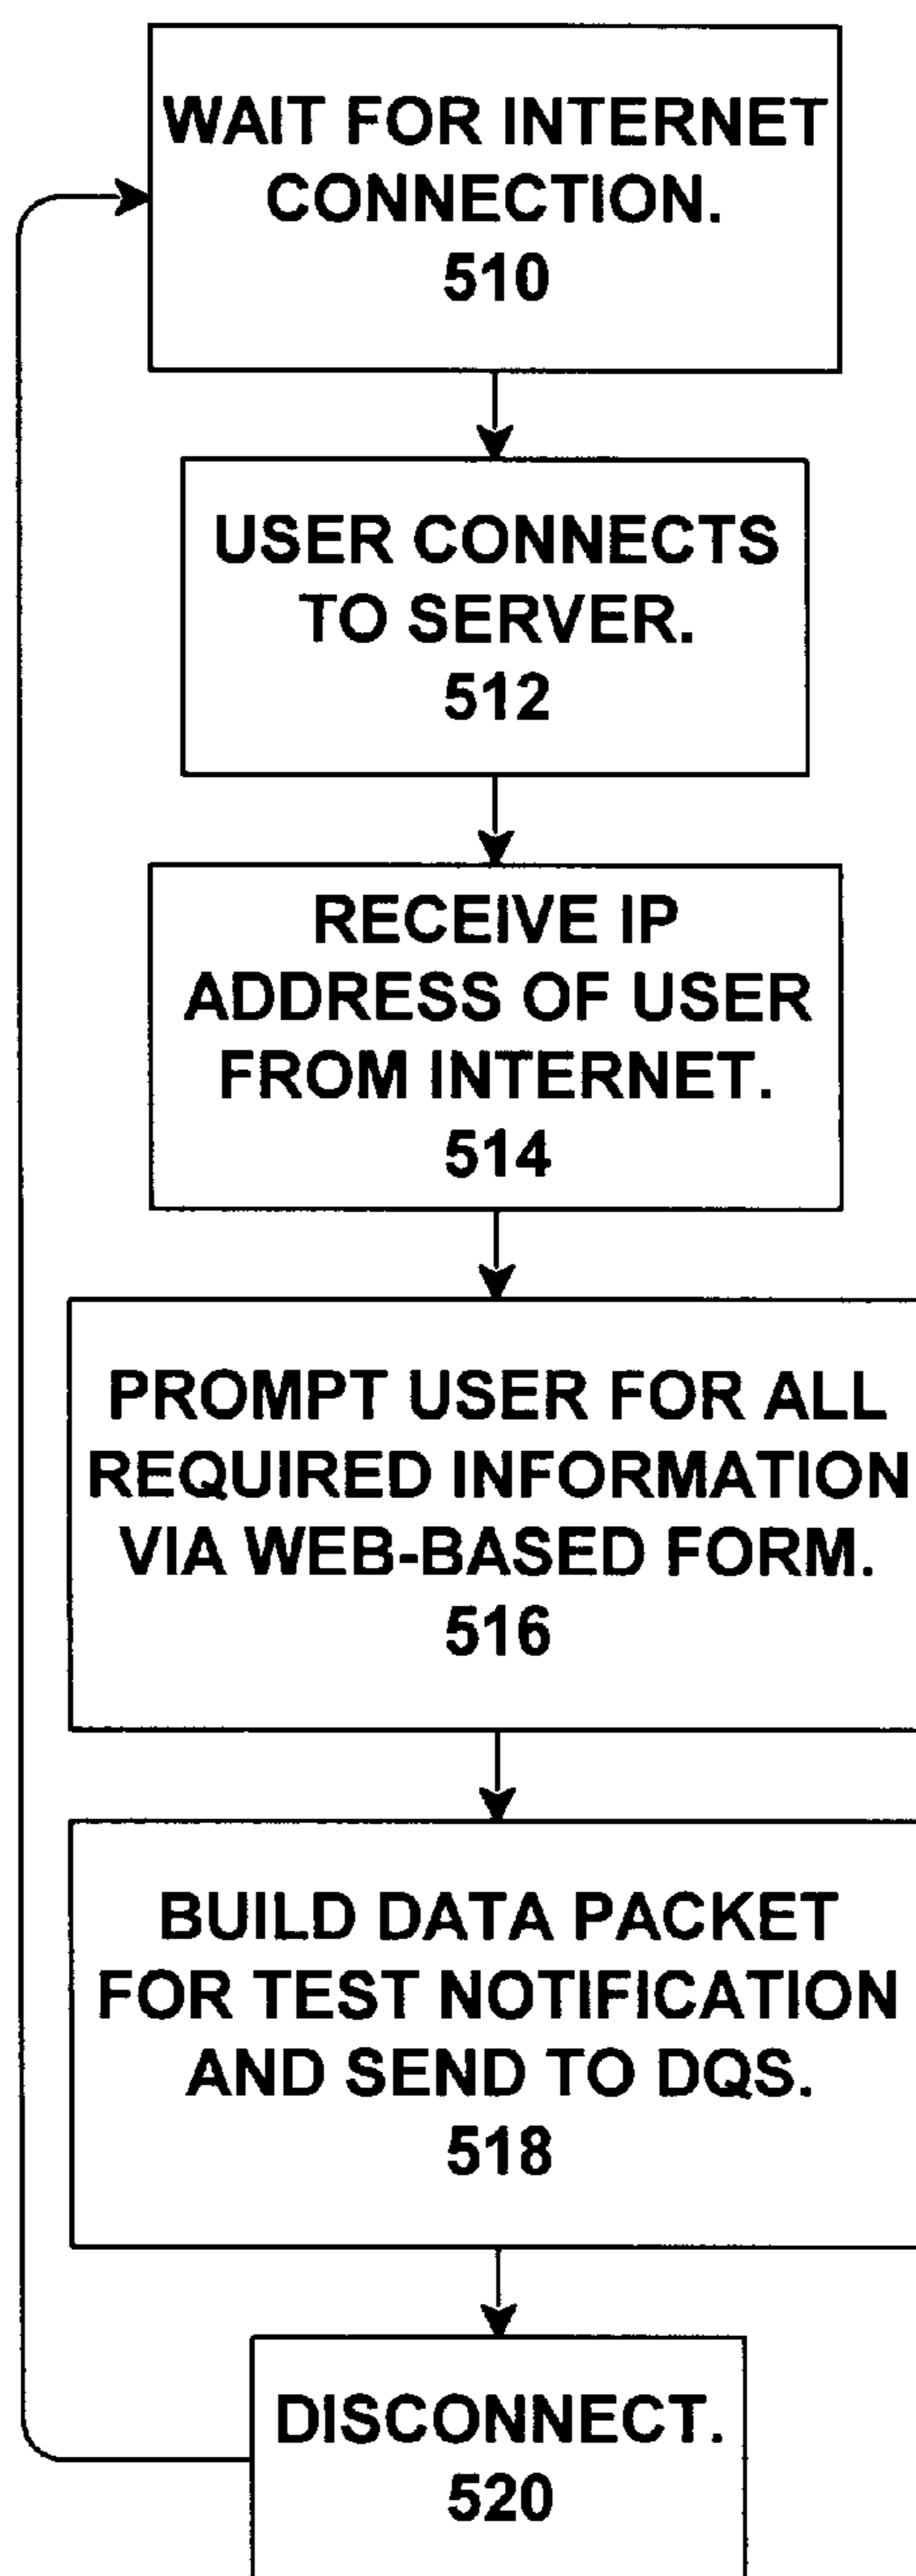 WAIT FOR INTERNET
CONNECTION.
510
USER CONNECTS
TO SERVER.
512
RECEIVE IP
ADDRESS OF USER
FROM INTERNET.
514
PROMPT USER FOR ALL
REQUIRED INFORMATION
VIA WEB-BASED FORM.
516
BUILD DATA PACKET
FOR TEST NOTIFICATION
AND SEND TO DQS.
518
DISCONNECT.
520